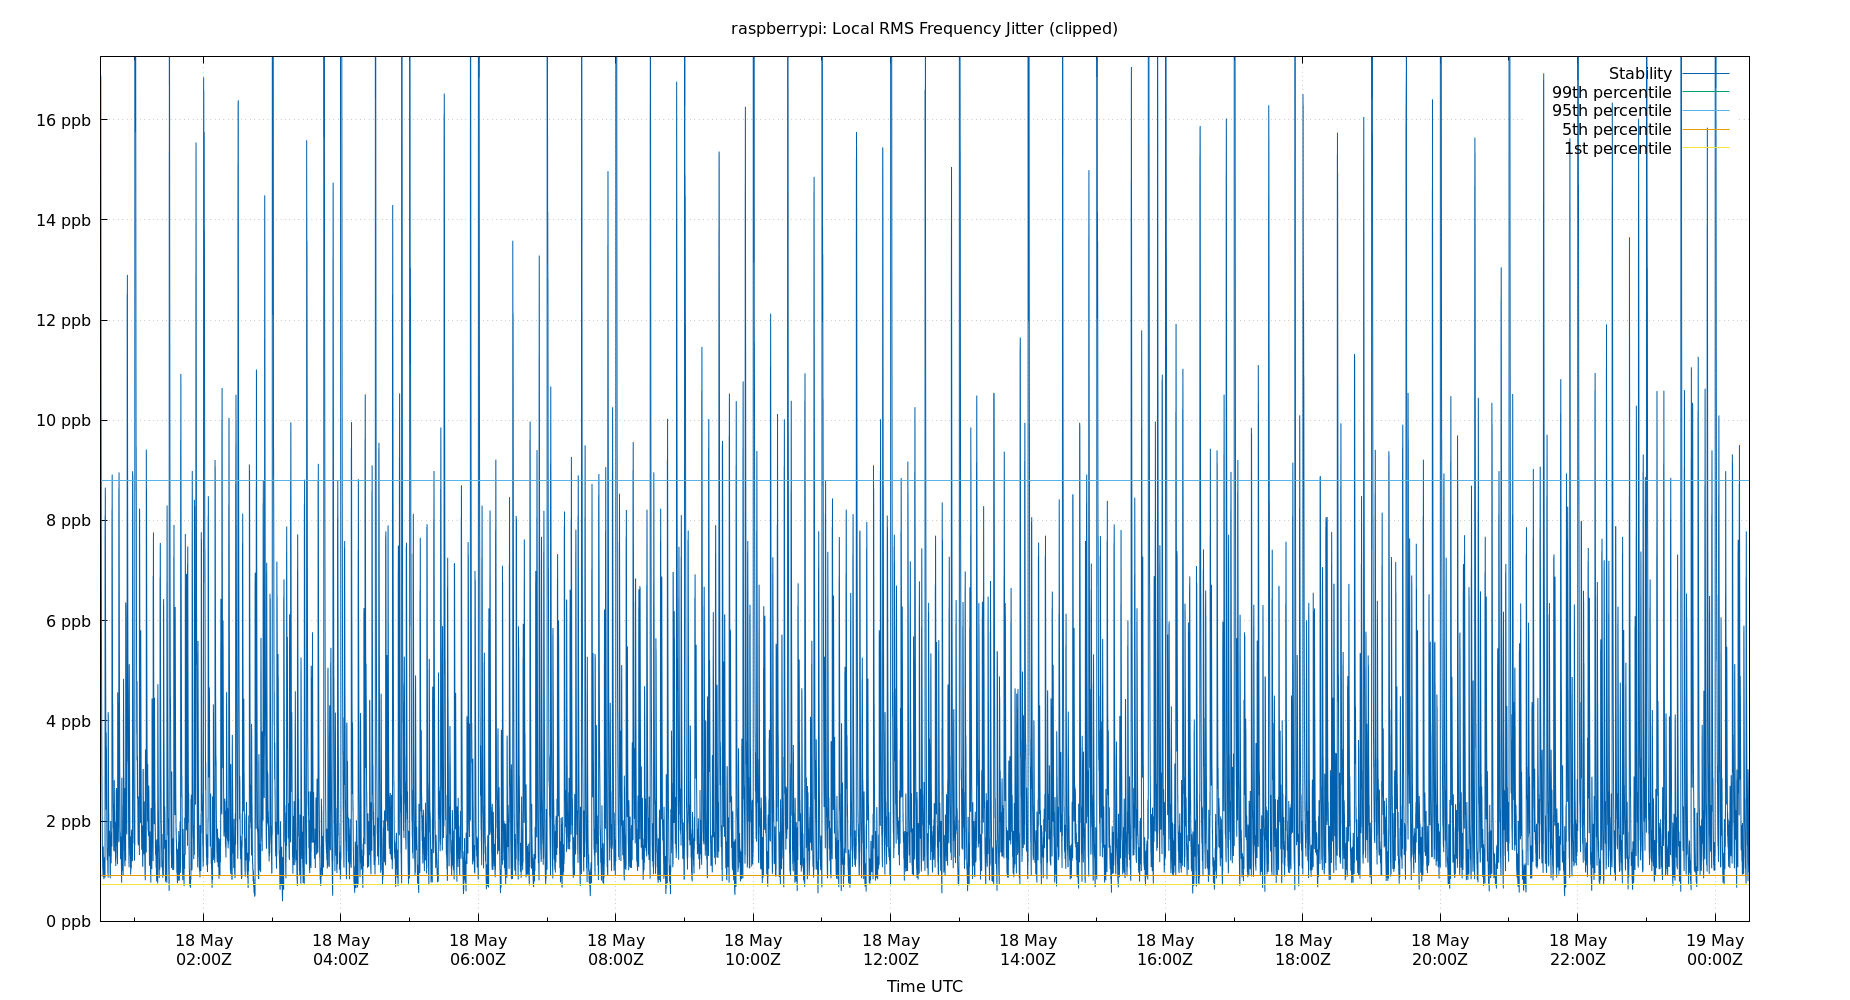 raspberrypi: Local RMS Frequency Jitter (clipped)
Stability
99th percentile
95th percentile
5th percentile
1st percentile
16 ppb
14 ppb
12 ppb
10 ppb
8 ppb
6 ppb
4 ppb
2 ppb
0 ppb
18 May 18 May 18 May 18 May 18 May 18 May 18 May 18 May 18 May 18 May 18 May 19 May
02:00Z 04:00Z 06:00Z 08:00Z 10:00Z 12:00Z 14:00Z 16:00Z 18:00Z 20:00Z 22:00Z 00:00Z
Time UTC